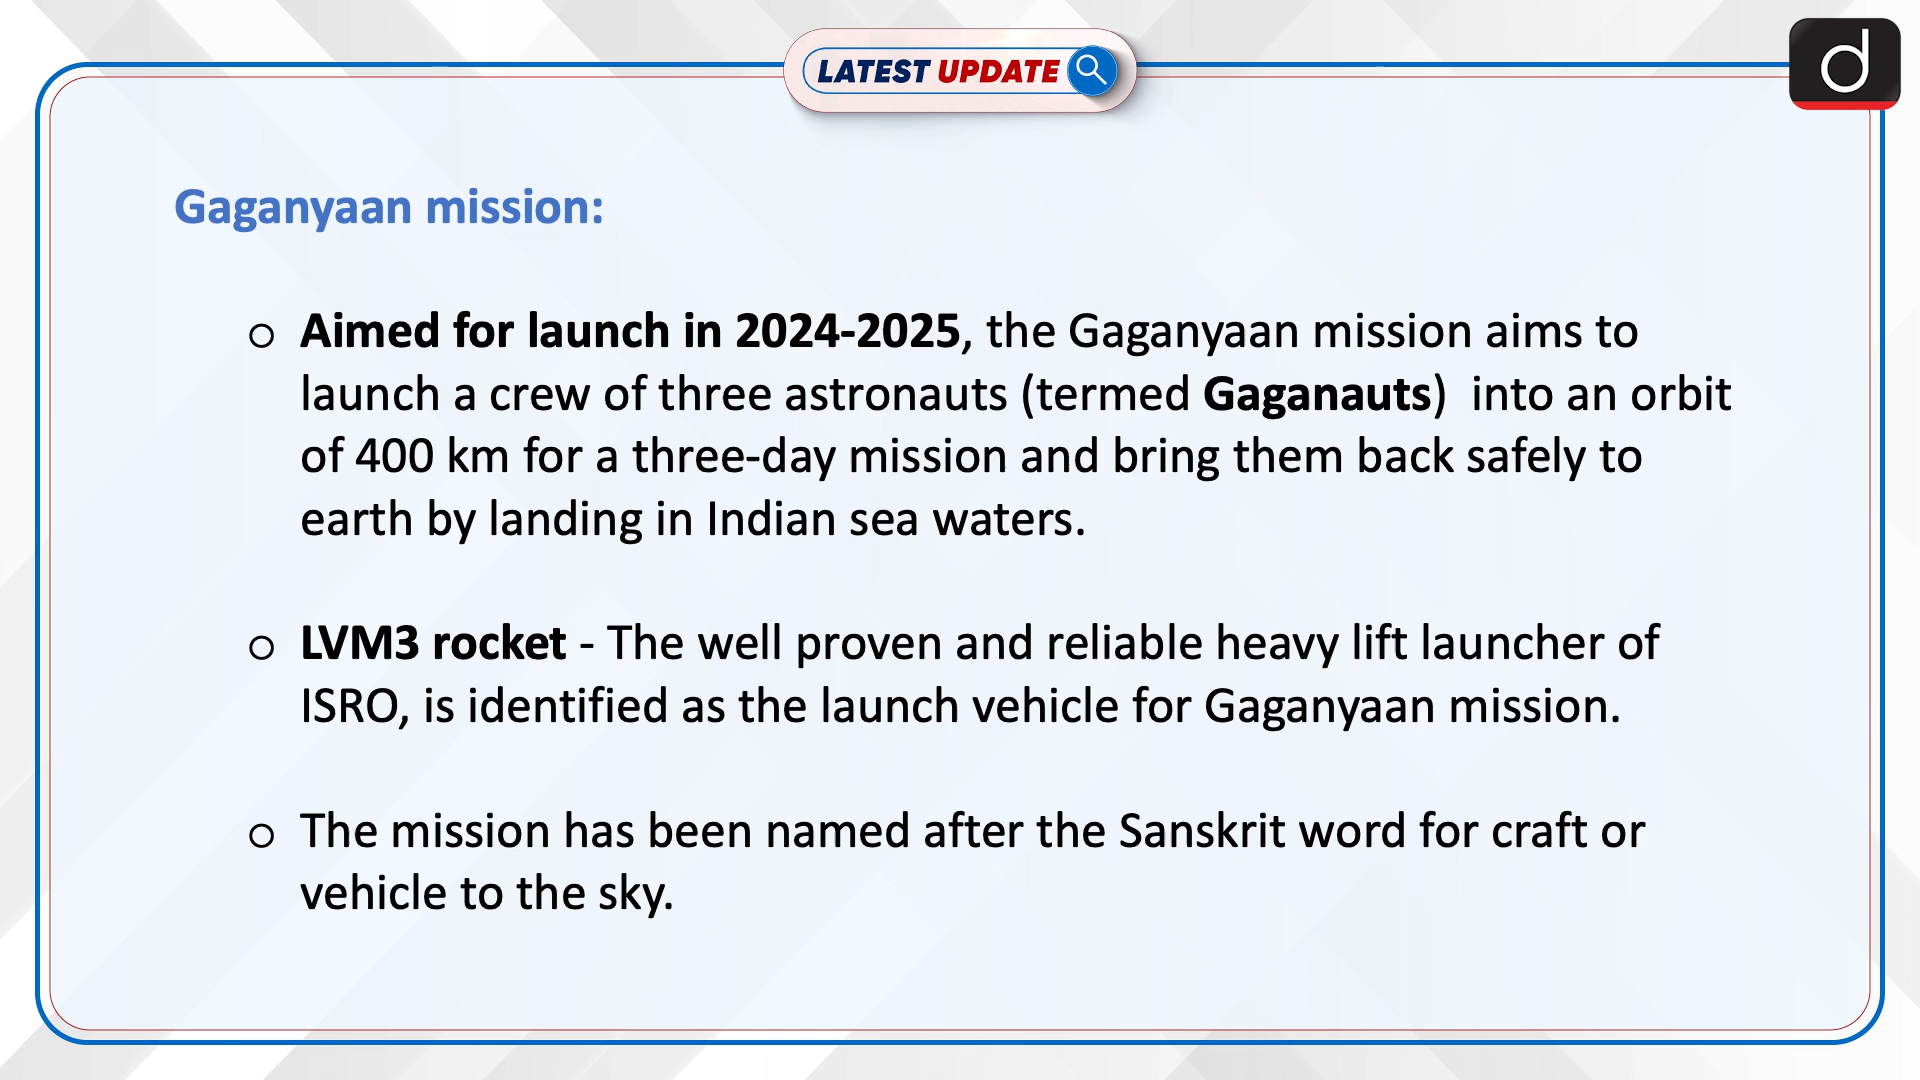 LATEST UPDATE
d
Gaganyaan mission:
○ Aimed for launch in 2024-2025, the Gaganyaan mission aims to
launch a crew of three astronauts (termed Gaganauts)  into an orbit
of 400 km for a three-day mission and bring them back safely to
earth by landing in Indian sea waters.
○ LVM3 rocket - The well proven and reliable heavy lift launcher of
ISRO, is identified as the launch vehicle for Gaganyaan mission.
○ The mission has been named after the Sanskrit word for craft or
vehicle to the sky.